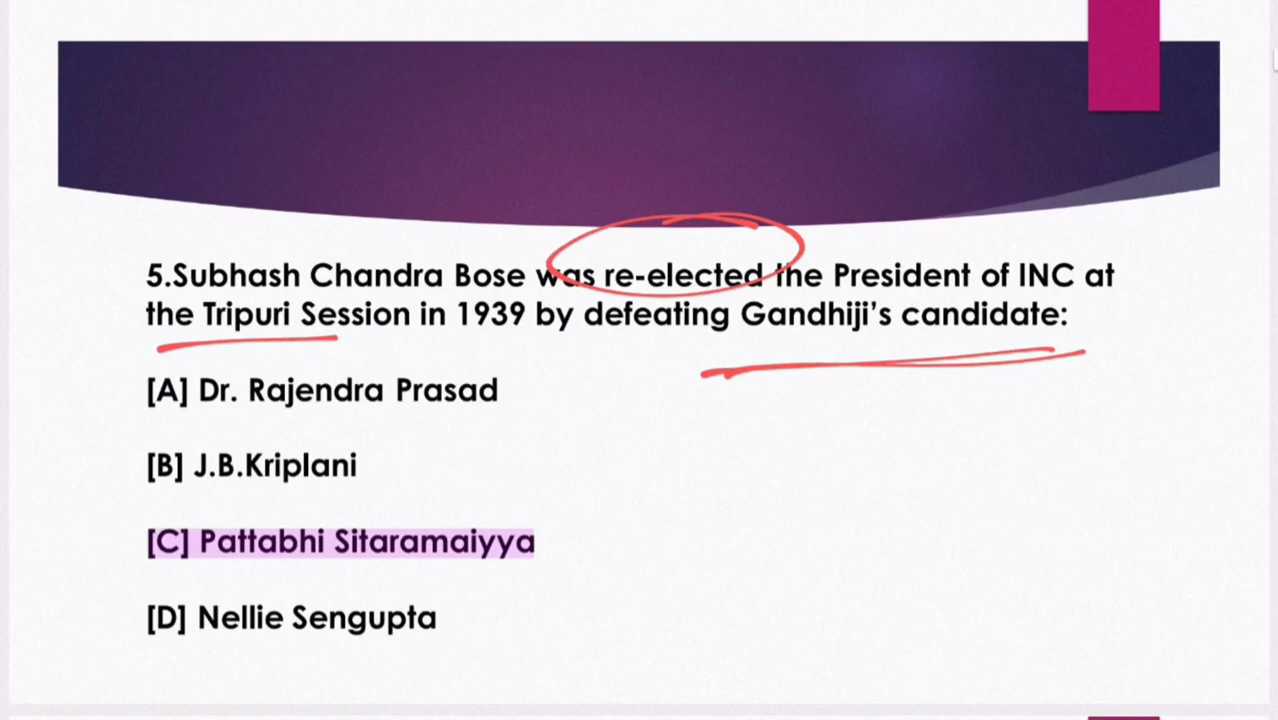 5.Subhash Chandra Bose was re-elected the President of INC at
the Tripuri Session in 1939 by defeating Gandhiji’s candidate:
[A] Dr. Rajendra Prasad
[B] J.B.Kriplani
[C] Pattabhi Sitaramaiyya
[D] Nellie Sengupta